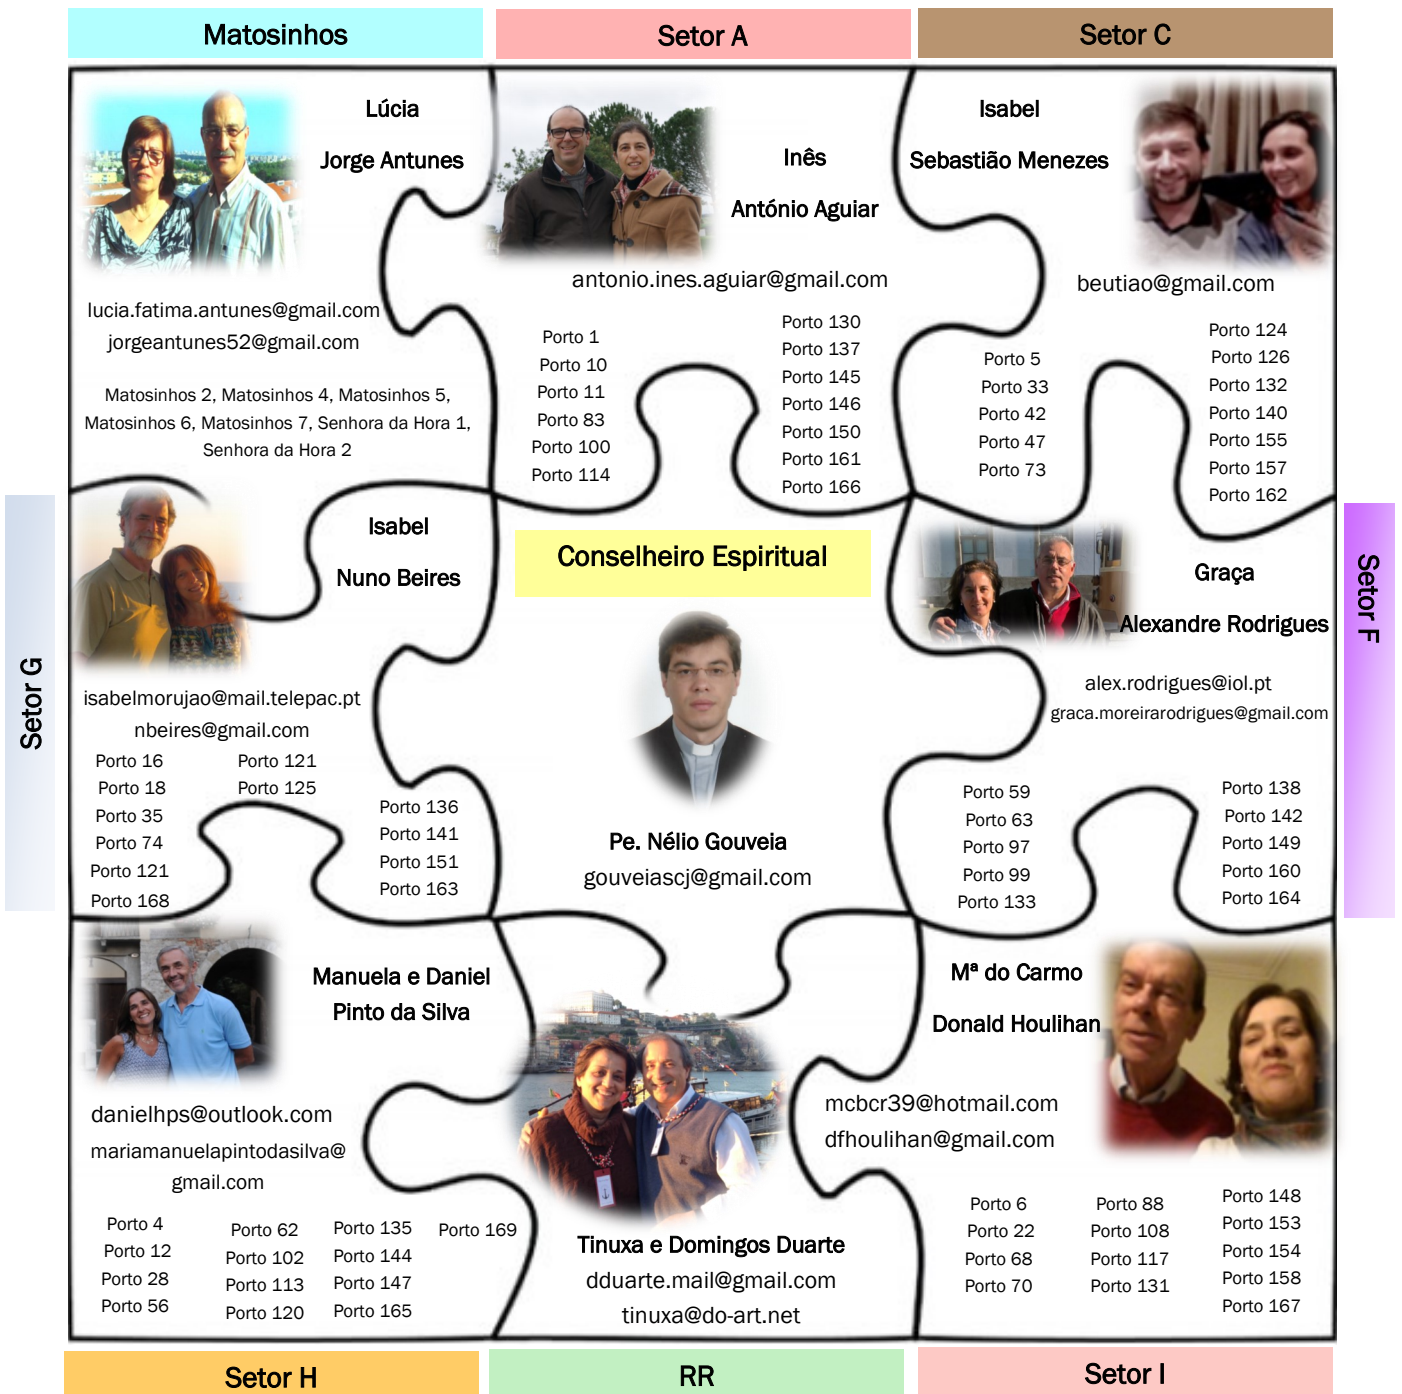 Matosinhos
Setor A
Setor C
Lúcia
Jorge Antunes
lucia.fatima.antunes@gmail.com
jorgeantunes52@gmail.com
Matosinhos 2, Matosinhos 4, Matosinhos 5,
Matosinhos 6, Matosinhos 7, Senhora da Hora 1,
Senhora da Hora 2
Inês
António Aguiar
antonio.ines.aguiar@gmail.com
Porto 1
Porto 10
Porto 11
Porto 83
Porto 100
Porto 114
Porto 130
Porto 137
Porto 145
Porto 146
Porto 150
Porto 161
Porto 166
Isabel
Sebastião Menezes
beutiao@gmail.com
Porto 5
Porto 33
Porto 42
Porto 47
Porto 73
Porto 124
Porto 126
Porto 132
Porto 140
Porto 155
Porto 157
Porto 162
Setor G
Isabel
Nuno Beires
isabelmorujao@mail.telepac.pt
nbeires@gmail.com
Porto 16
Porto 18
Porto 35
Porto 74
Porto 121
Porto 168
Porto 121
Porto 125
Porto 136
Porto 141
Porto 151
Porto 163
Conselheiro Espiritual
Pe. Nélio Gouveia
gouveiascj@gmail.com
Setor F
Graça
Alexandre Rodrigues
alex.rodrigues@iol.pt
graca.moreirarodrigues@gmail.com
Porto 59
Porto 63
Porto 97
Porto 99
Porto 133
Porto 138
Porto 142
Porto 149
Porto 160
Porto 164
Manuela e Daniel
Pinto da Silva
danielhps@outlook.com
mariamanuelapintodasilva@
gmail.com
Porto 4
Porto 12
Porto 28
Porto 56
Porto 62
Porto 102
Porto 113
Porto 120
Porto 135
Porto 144
Porto 147
Porto 165
Porto 169
Tinuxa e Domingos Duarte
dduarte.mail@gmail.com
tinuxa@do-art.net
Mª do Carmo
Donald Houlihan
mcbcr39@hotmail.com
dfhoulihan@gmail.com
Porto 6
Porto 22
Porto 68
Porto 70
Porto 88
Porto 108
Porto 117
Porto 131
Porto 148
Porto 153
Porto 154
Porto 158
Porto 167
Setor H
RR
Setor I